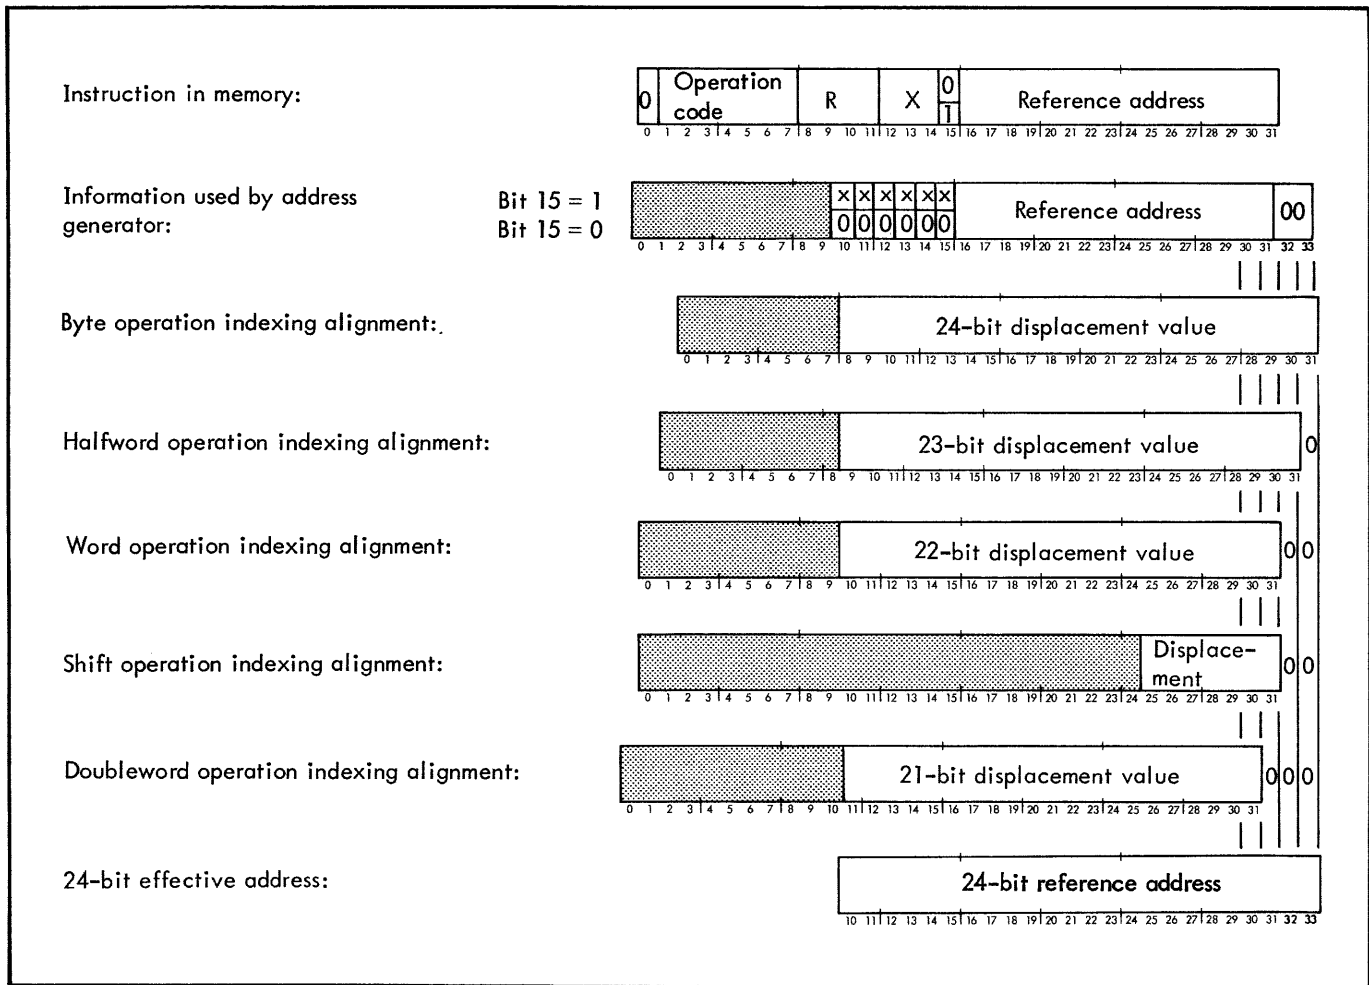 Instruction in memory:
0 Operation code R X 0 1 Reference address
0 1 2 3 4 5 6 7 8 9 10 11 12 13 14 15 16 17 18 19 20 21 22 23 24 25 26 27 28 29 30 31
Information used by address generator:
Bit 15 = 1
Bit 15 = 0
x x x x x x
0 0 0 0 0 0
Reference address 00
0 1 2 3 4 5 6 7 8 9 10 11 12 13 14 15 16 17 18 19 20 21 22 23 24 25 26 27 28 29 30 31 32 33
Byte operation indexing alignment:
24-bit displacement value
0 1 2 3 4 5 6 7 8 9 10 11 12 13 14 15 16 17 18 19 20 21 22 23 24 25 26 27 28 29 30 31
Halfword operation indexing alignment:
23-bit displacement value 0
0 1 2 3 4 5 6 7 8 9 10 11 12 13 14 15 16 17 18 19 20 21 22 23 24 25 26 27 28 29 30 31
Word operation indexing alignment:
22-bit displacement value 0 0
0 1 2 3 4 5 6 7 8 9 10 11 12 13 14 15 16 17 18 19 20 21 22 23 24 25 26 27 28 29 30 31
Shift operation indexing alignment:
Displace-
ment
0 0
0 1 2 3 4 5 6 7 8 9 10 11 12 13 14 15 16 17 18 19 20 21 22 23 24 25 26 27 28 29 30 31
Doubleword operation indexing alignment:
21-bit displacement value 0 0 0
0 1 2 3 4 5 6 7 8 9 10 11 12 13 14 15 16 17 18 19 20 21 22 23 24 25 26 27 28 29 30 31
24-bit effective address:
24-bit reference address
10 11 12 13 14 15 16 17 18 19 20 21 22 23 24 25 26 27 28 29 30 31 32 33